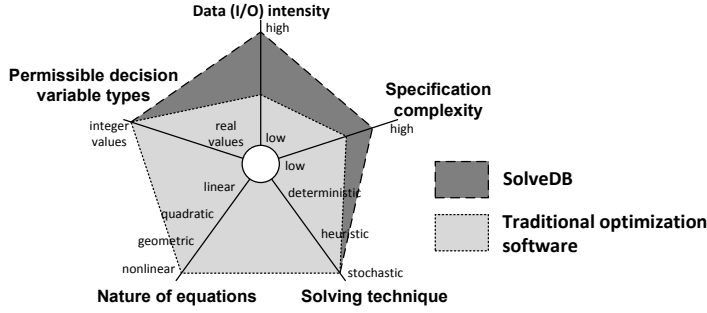 Data (I/O) intensity
high
Permissible decision
variable types
Specification
complexity
integer
values
real
values
low
high
low
linear
deterministic
SolveDB
quadratic
heuristic
Traditional optimization
software
geometric
nonlinear
stochastic
Nature of equations
Solving technique